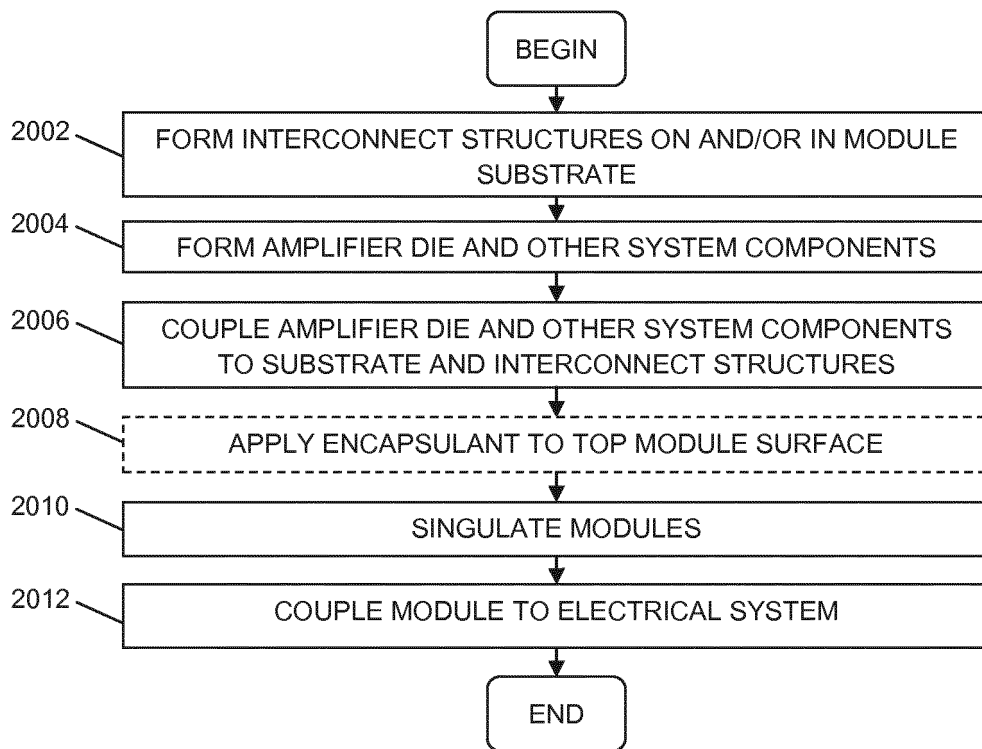 BEGIN
2002
FORM INTERCONNECT STRUCTURES ON AND/OR IN MODULE
SUBSTRATE
2004
FORM AMPLIFIER DIE AND OTHER SYSTEM COMPONENTS
2006
COUPLE AMPLIFIER DIE AND OTHER SYSTEM COMPONENTS
TO SUBSTRATE AND INTERCONNECT STRUCTURES
2008
APPLY ENCAPSULANT TO TOP MODULE SURFACE
2010
SINGULATE MODULES
2012
COUPLE MODULE TO ELECTRICAL SYSTEM
END